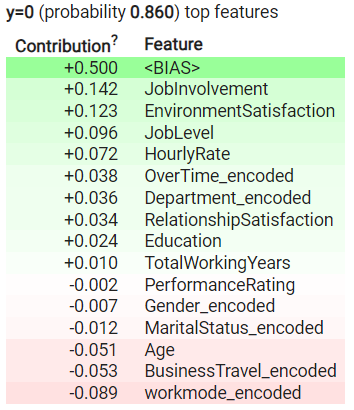 y=0 (probability 0.860) top features
Contribution? Feature
+0.500 <BIAS>
+0.142 JobInvolvement
+0.123 EnvironmentSatisfaction
+0.096 JobLevel
+0.072 HourlyRate
+0.038 OverTime_encoded
+0.036 Department_encoded
+0.034 RelationshipSatisfaction
+0.024 Education
+0.010 TotalWorkingYears
-0.002 PerformanceRating
-0.007 Gender_encoded
-0.012 MaritalStatus_encoded
-0.051 Age
-0.053 BusinessTravel_encoded
-0.089 workmode_encoded